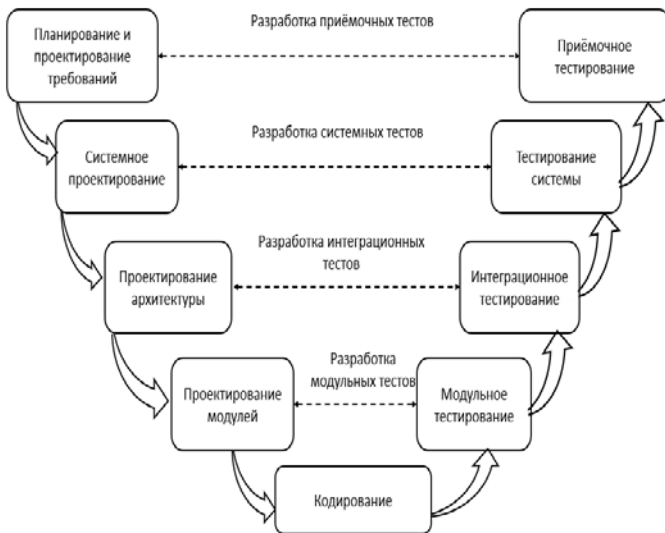 Планирование и
проектирование
требований
Разработка приёмочных тестов
Приёмочное
тестирование
Системное
проектирование
Разработка системных тестов
Тестирование
системы
Проектирование
архитектуры
Разработка интеграционных
тестов
Интеграционное
тестирование
Проектирование
модулей
Разработка
модульных тестов
Модульное
тестирование
Кодирование